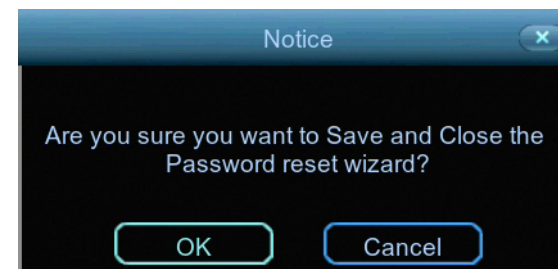 Notice
Are you sure you want to Save and Close the
Password reset wizard?
OK
Cancel